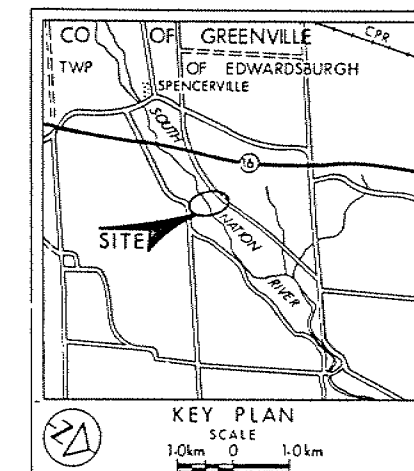 CO OF GREENVILLE
CPR
TWP OF EDWARDSBURGH
SPENCERVILLE
SOUTH
16
SITE
NATION
RIVER
N
KEY PLAN
SCALE
1·0km 0 1·0km